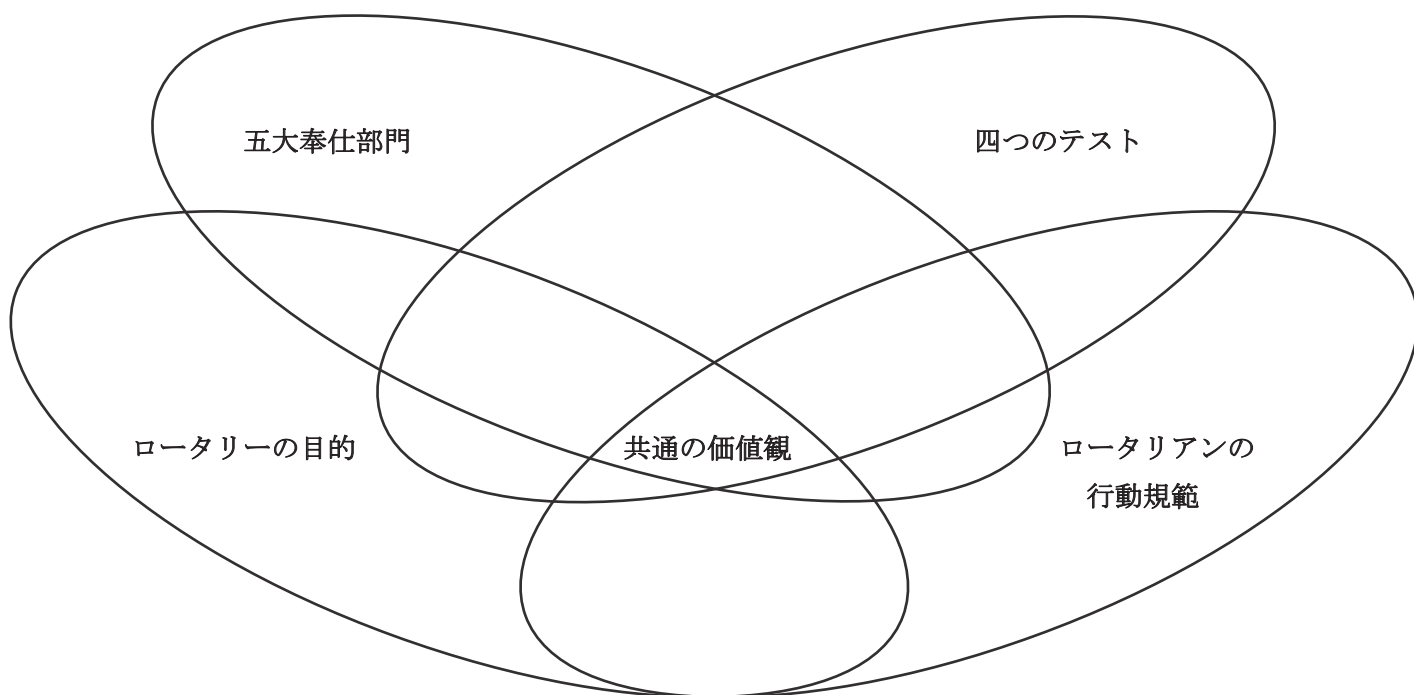 五大奉仕部門
四つのテスト
ロータリーの目的
共通の価値観
ロータリアンの
行動規範